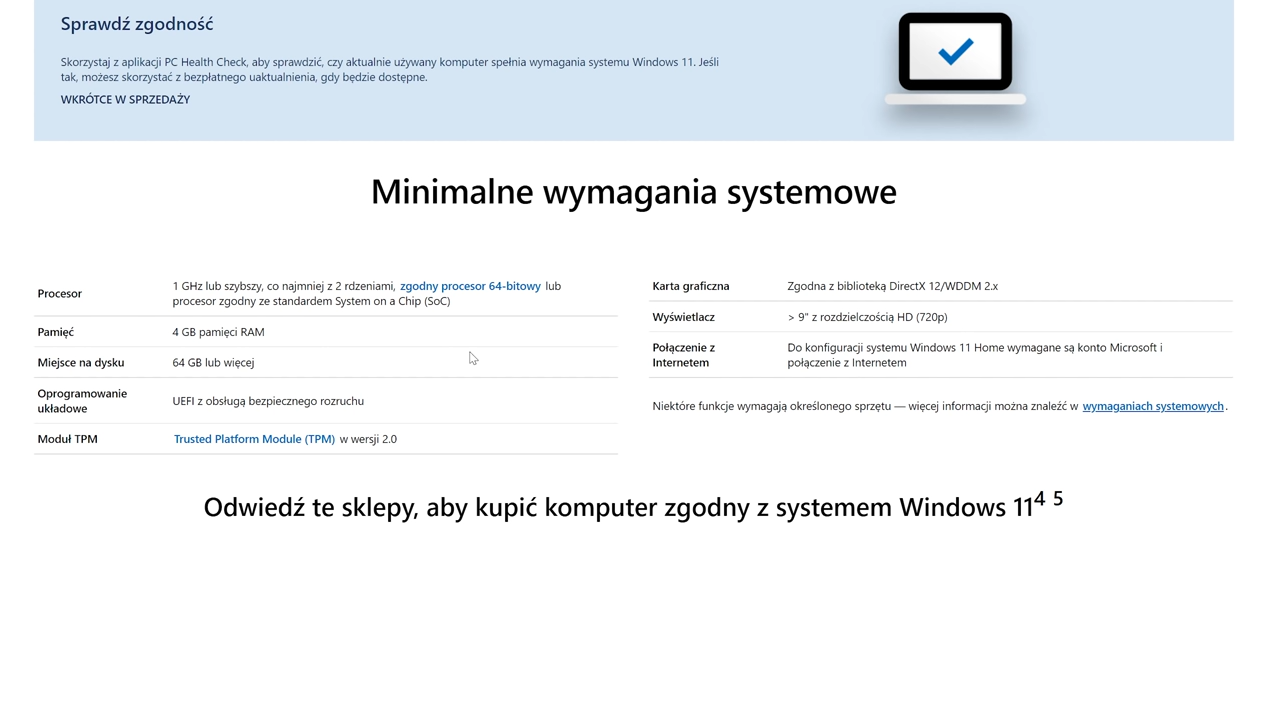 Sprawdź zgodność
Skorzystaj z aplikacji PC Health Check, aby sprawdzić, czy aktualnie używany komputer spełnia wymagania systemu Windows 11. Jeśli
tak, możesz skorzystać z bezpłatnego uaktualnienia, gdy będzie dostępne.
WKRÓTCE W SPRZEDAŻY
Minimalne wymagania systemowe
Procesor
1 GHz lub szybszy, co najmniej z 2 rdzeniami, zgodny procesor 64-bitowy lub
procesor zgodny ze standardem System on a Chip (SoC)
Pamięć
4 GB pamięci RAM
Miejsce na dysku
64 GB lub więcej
Oprogramowanie
układowe
UEFI z obsługą bezpiecznego rozruchu
Moduł TPM
Trusted Platform Module (TPM) w wersji 2.0
Karta graficzna
Zgodna z biblioteką DirectX 12/WDDM 2.x
Wyświetlacz
> 9" z rozdzielczością HD (720p)
Połączenie z
Internetem
Do konfiguracji systemu Windows 11 Home wymagane są konto Microsoft i
połączenie z Internetem
Niektóre funkcje wymagają określonego sprzętu — więcej informacji można znaleźć w wymaganiach systemowych.
Odwiedź te sklepy, aby kupić komputer zgodny z systemem Windows 11⁴ ⁵